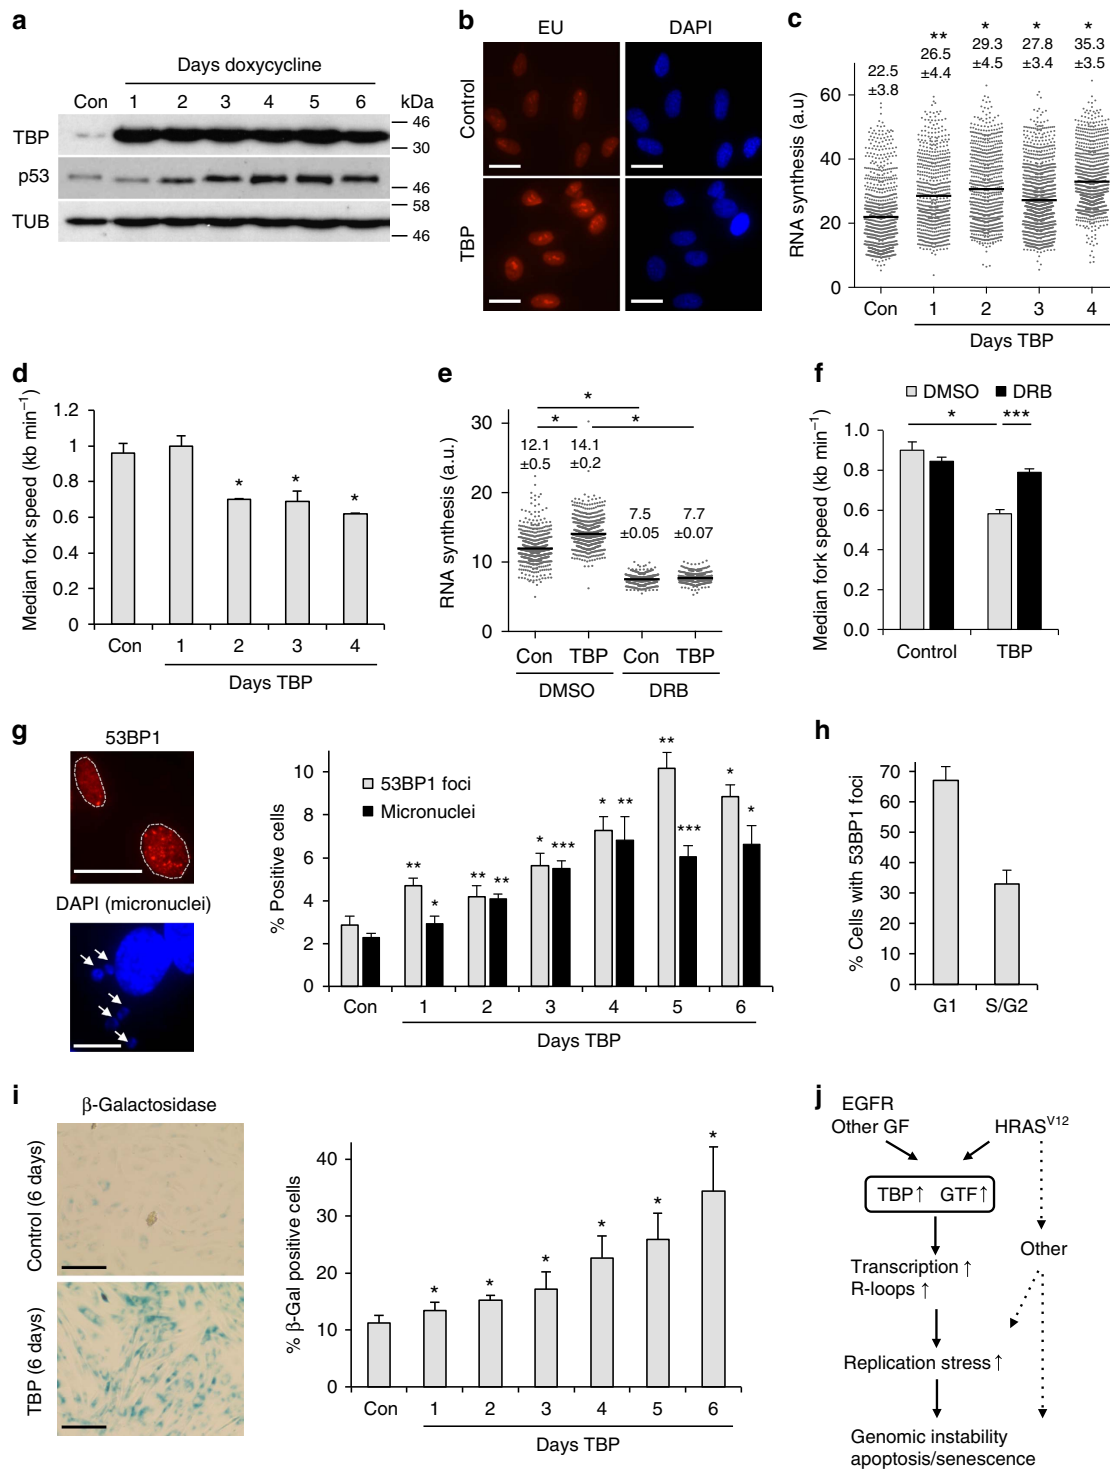 a
Days doxycycline
Con 1 2 3 4 5 6 kDa
TBP
46
30
p53
46
TUB
58
46
b
EU DAPI
Control
TBP
c
** * * *
22.5 ±3.8
26.5 ±4.4
29.3 ±4.5
27.8 ±3.4
35.3 ±3.5
RNA synthesis (a.u)
60
40
20
0
Con 1 2 3 4
Days TBP
d
Median fork speed (kb min⁻¹)
1.2
1
0.8
0.6
0.4
0.2
0
* * *
Con 1 2 3 4
Days TBP
e
RNA synthesis (a.u.)
30
20
10
0
*
* *
12.1 ±0.5
14.1 ±0.2
7.5 ±0.05
7.7 ±0.07
Con TBP Con TBP
DMSO DRB
f
DMSO DRB
* ***
Median fork speed (kb min⁻¹)
1.0
0.8
0.6
0.4
0.2
0.0
Control TBP
g
53BP1
DAPI (micronuclei)
% Positive cells
10
8
6
4
2
0
53BP1 foci
Micronuclei
** * ** ** * *** * ** ** *** * *
Con 1 2 3 4 5 6
Days TBP
h
% Cells with 53BP1 foci
70
60
50
40
30
20
10
0
G1 S/G2
i
β-Galactosidase
Control (6 days)
TBP (6 days)
% β-Gal positive cells
40
30
20
10
0
* * * * * *
Con 1 2 3 4 5 6
Days TBP
j
EGFR
Other GF HRASV12
TBP↑ GTF↑
Other
Transcription ↑
R-loops ↑
Replication stress ↑
Genomic instability
apoptosis/senescence